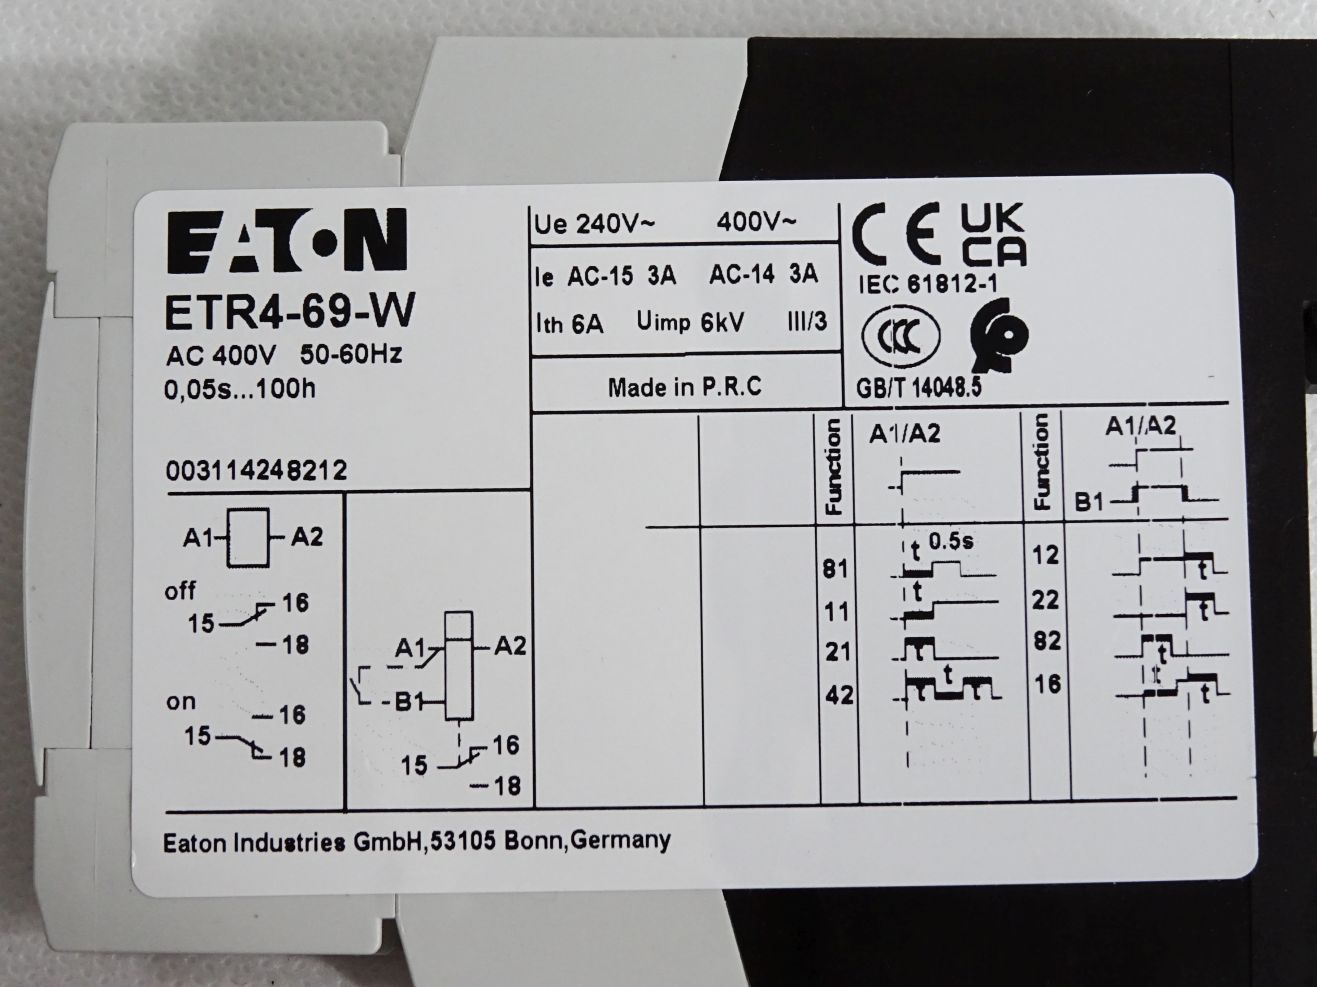 EATON
ETR4-69-W
AC 400V 50-60Hz
0,05s...100h
003114248212
Ue 240V~ 400V~
Ie AC-15 3A AC-14 3A
Ith 6A Uimp 6kV III/3
Made in P.R.C
CE UK
CA
IEC 61812-1
CCC
GB/T 14048.5
A1 A2
off
15 16
18
on
16
15
18
A1 A2
B1
15 16
18
Function A1/A2
t 0.5s
81
t
11
21 t
t
42 t t
Function A1/A2
B1
12 t
22 t
82 t
t
16 t
Eaton Industries GmbH,53105 Bonn,Germany